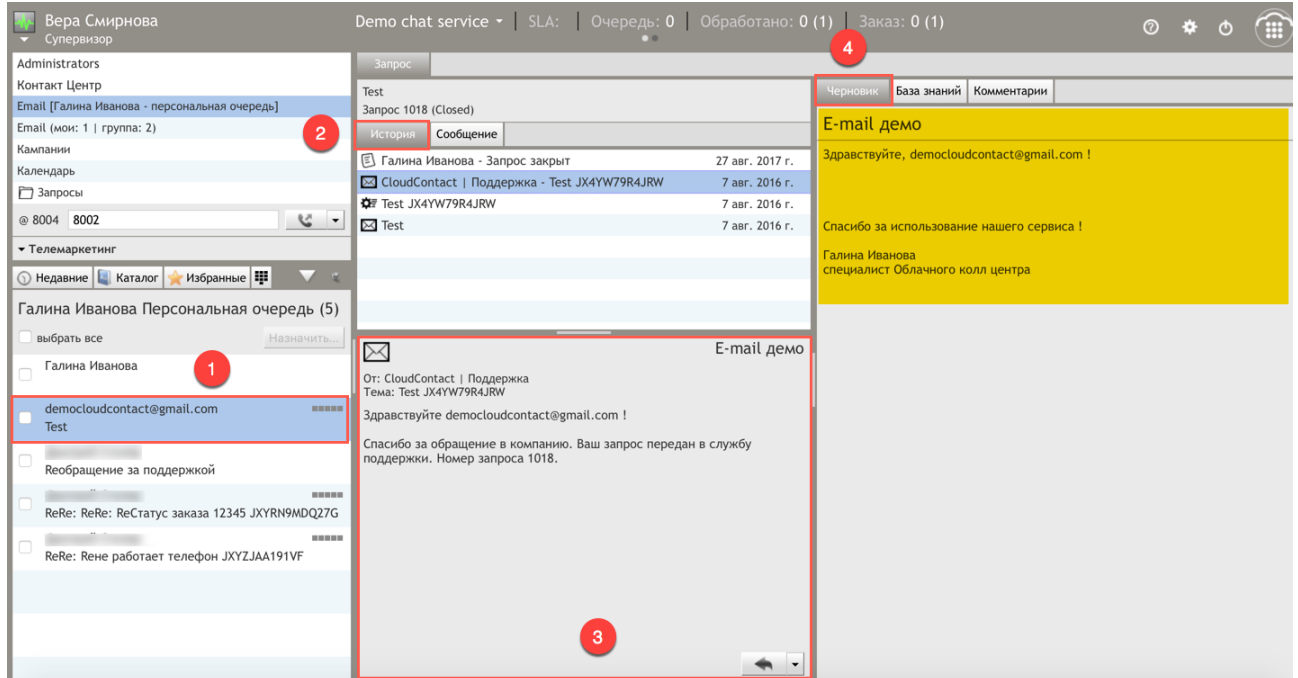 Вера Смирнова
Супервизор
Demo chat service
SLA:
Очередь: 0
Обработано: 0 (1)
Заказ: 0 (1)
Administrators
Контакт Центр
Email [Галина Иванова - персональная очередь]
Email (мои: 1 | группа: 2)
Кампании
Календарь
Запросы
@ 8004 8002
Телемаркетинг
Недавние
Каталог
Избранные
Галина Иванова Персональная очередь (5)
выбрать все
Назначить...
Галина Иванова
1
democloudcontact@gmail.com
Test
Reобращение за поддержкой
ReRe: ReRe: ReСтатус заказа 12345 JXYRN9MDQ27G
ReRe: Reне работает телефон JXYZJAA191VF
Запрос
Test
Запрос 1018 (Closed)
2
История
Сообщение
Галина Иванова - Запрос закрыт 27 авг. 2017 г.
CloudContact | Поддержка - Test JX4YW79R4JRW 7 авг. 2016 г.
Test JX4YW79R4JRW 7 авг. 2016 г.
Test 7 авг. 2016 г.
E-mail демо
От: CloudContact | Поддержка
Тема: Test JX4YW79R4JRW
Здравствуйте democloudcontact@gmail.com !
Спасибо за обращение в компанию. Ваш запрос передан в службу
поддержки. Номер запроса 1018.
3
4
Черновик
База знаний
Комментарии
E-mail демо
Здравствуйте, democloudcontact@gmail.com !
Спасибо за использование нашего сервиса !
Галина Иванова
специалист Облачного колл центра